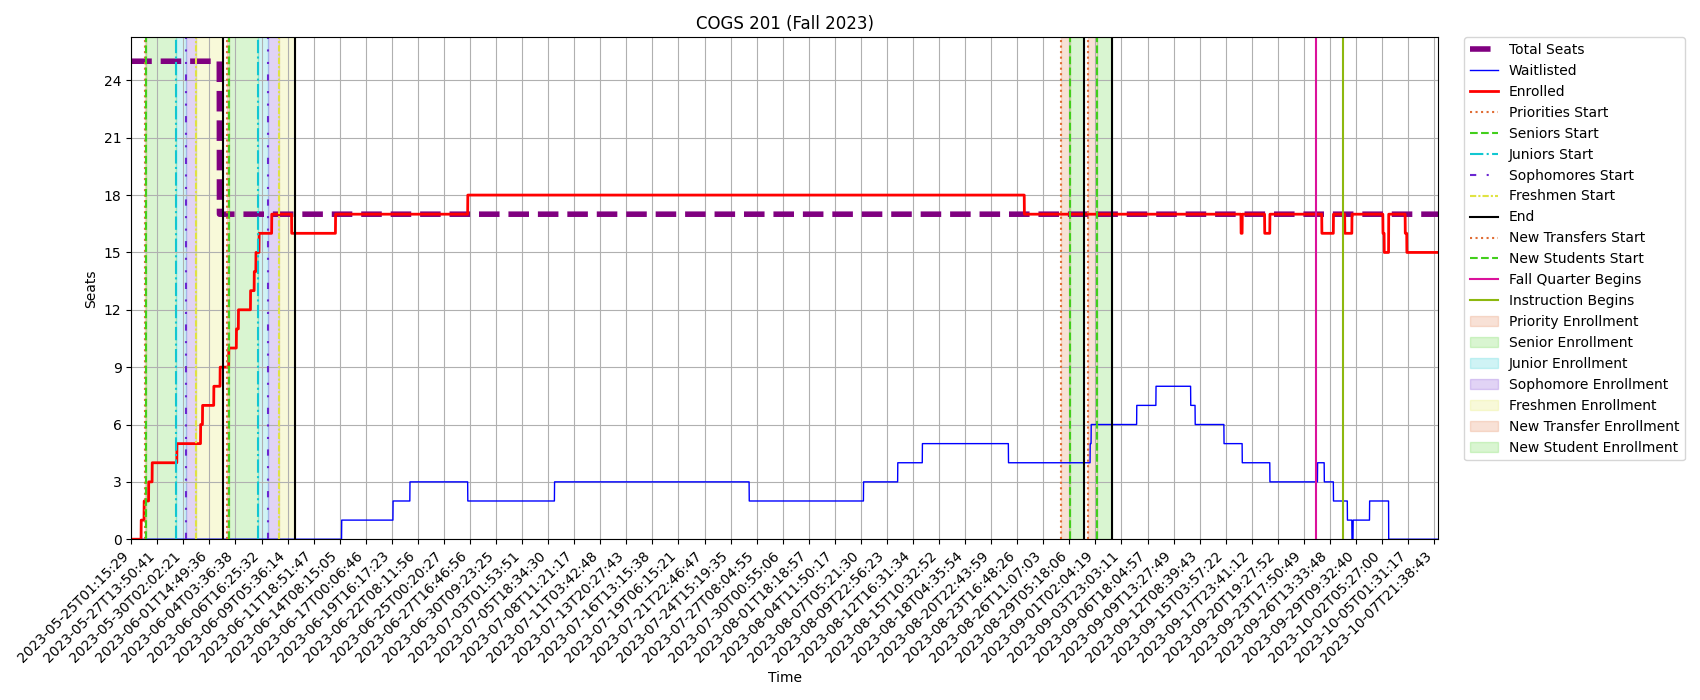 COGS 201 (Fall 2023)
Seats
24
21
18
15
12
9
6
3
0
2023-05-25T01:15:29
2023-05-27T13:50:41
2023-05-30T02:02:21
2023-06-01T14:49:36
2023-06-04T03:36:38
2023-06-06T16:25:32
2023-06-09T05:36:14
2023-06-11T18:51:47
2023-06-14T08:15:05
2023-06-17T00:06:46
2023-06-19T16:17:23
2023-06-22T08:11:56
2023-06-25T00:20:27
2023-06-27T16:46:56
2023-06-30T09:23:25
2023-07-03T01:53:51
2023-07-05T18:34:30
2023-07-08T11:21:17
2023-07-11T03:42:48
2023-07-13T20:27:43
2023-07-16T13:15:38
2023-07-19T06:15:21
2023-07-21T22:46:47
2023-07-24T15:19:35
2023-07-27T08:04:55
2023-07-30T00:55:06
2023-08-01T18:18:57
2023-08-04T11:50:17
2023-08-07T05:21:30
2023-08-09T22:56:23
2023-08-12T16:31:34
2023-08-15T10:32:52
2023-08-18T04:35:54
2023-08-20T22:43:59
2023-08-23T16:48:26
2023-08-26T11:07:03
2023-08-29T05:18:06
2023-09-01T02:04:19
2023-09-03T23:03:11
2023-09-06T18:04:57
2023-09-09T13:27:49
2023-09-12T08:39:43
2023-09-15T03:57:22
2023-09-17T23:41:12
2023-09-20T19:27:52
2023-09-23T17:50:49
2023-09-26T13:33:48
2023-09-29T09:32:40
2023-10-02T05:27:00
2023-10-05T01:31:17
2023-10-07T21:38:43
Time
Total Seats
Waitlisted
Enrolled
Priorities Start
Seniors Start
Juniors Start
Sophomores Start
Freshmen Start
End
New Transfers Start
New Students Start
Fall Quarter Begins
Instruction Begins
Priority Enrollment
Senior Enrollment
Junior Enrollment
Sophomore Enrollment
Freshmen Enrollment
New Transfer Enrollment
New Student Enrollment